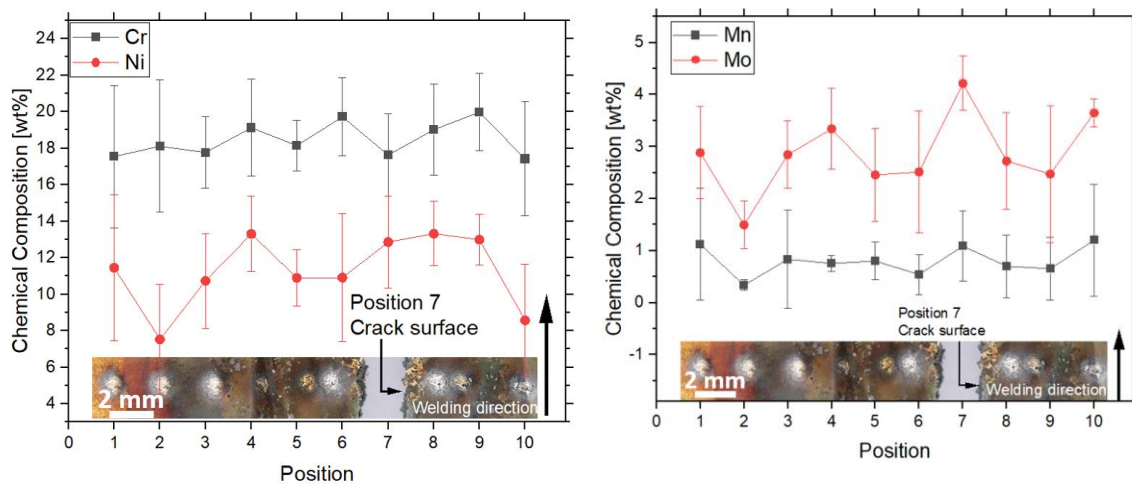 Cr
Ni
24
22
20
18
16
14
12
10
8
6
4
Chemical Composition [wt%]
Position 7
Crack surface
2 mm
Welding direction
0 1 2 3 4 5 6 7 8 9 10
Position
Mn
Mo
5
4
3
2
1
0
-1
Chemical Composition [wt%]
Position 7
Crack surface
2 mm
Welding direction
0 1 2 3 4 5 6 7 8 9 10
Position